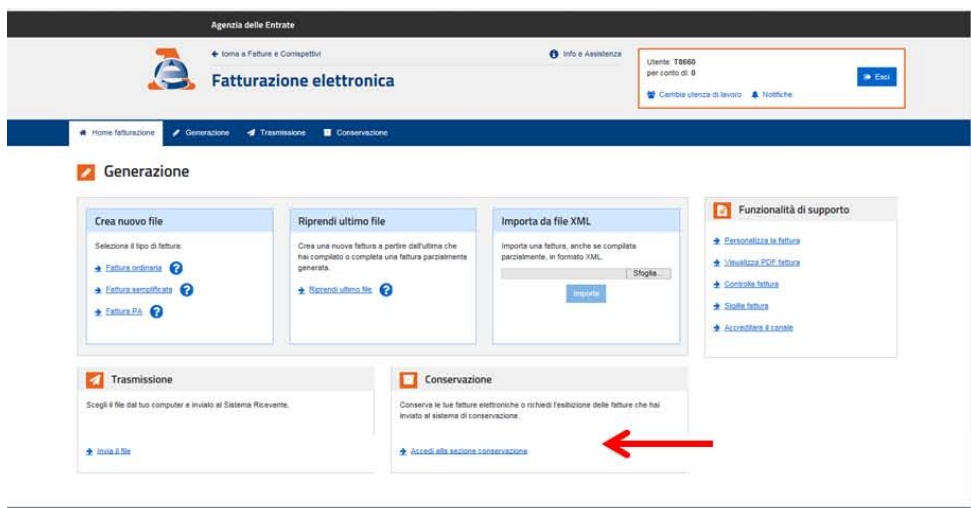 Agenzia delle Entrate
torna a Fatture e Corrispettivi
Info e Assistenza
Fatturazione elettronica
Utente: T8660
per conto di: 0
Esci
Cambia utenza di lavoro
Notifiche
Home fatturazione
Generazione
Trasmissione
Conservazione
Generazione
Crea nuovo file
Seleziona il tipo di fattura:
Fattura ordinaria ?
Fattura semplificata ?
Fattura PA ?
Riprendi ultimo file
Crea una nuova fattura a partire dall'ultima che
hai compilato o completa una fattura parzialmente
generata.
Riprendi ultimo file ?
Importa da file XML
Importa una fattura, anche se compilata
parzialmente, in formato XML.
Sfoglia...
Importa
Funzionalità di supporto
Personalizza la fattura
Visualizza PDF fattura
Controlla fattura
Sigilla fattura
Accreditare il canale
Trasmissione
Scegli il file dal tuo computer e invialo al Sistema Ricevente.
Invia il file
Conservazione
Conserva le tue fatture elettroniche o richiedi l'esibizione delle fatture che hai
inviato al sistema di conservazione.
Accedi alla sezione conservazione